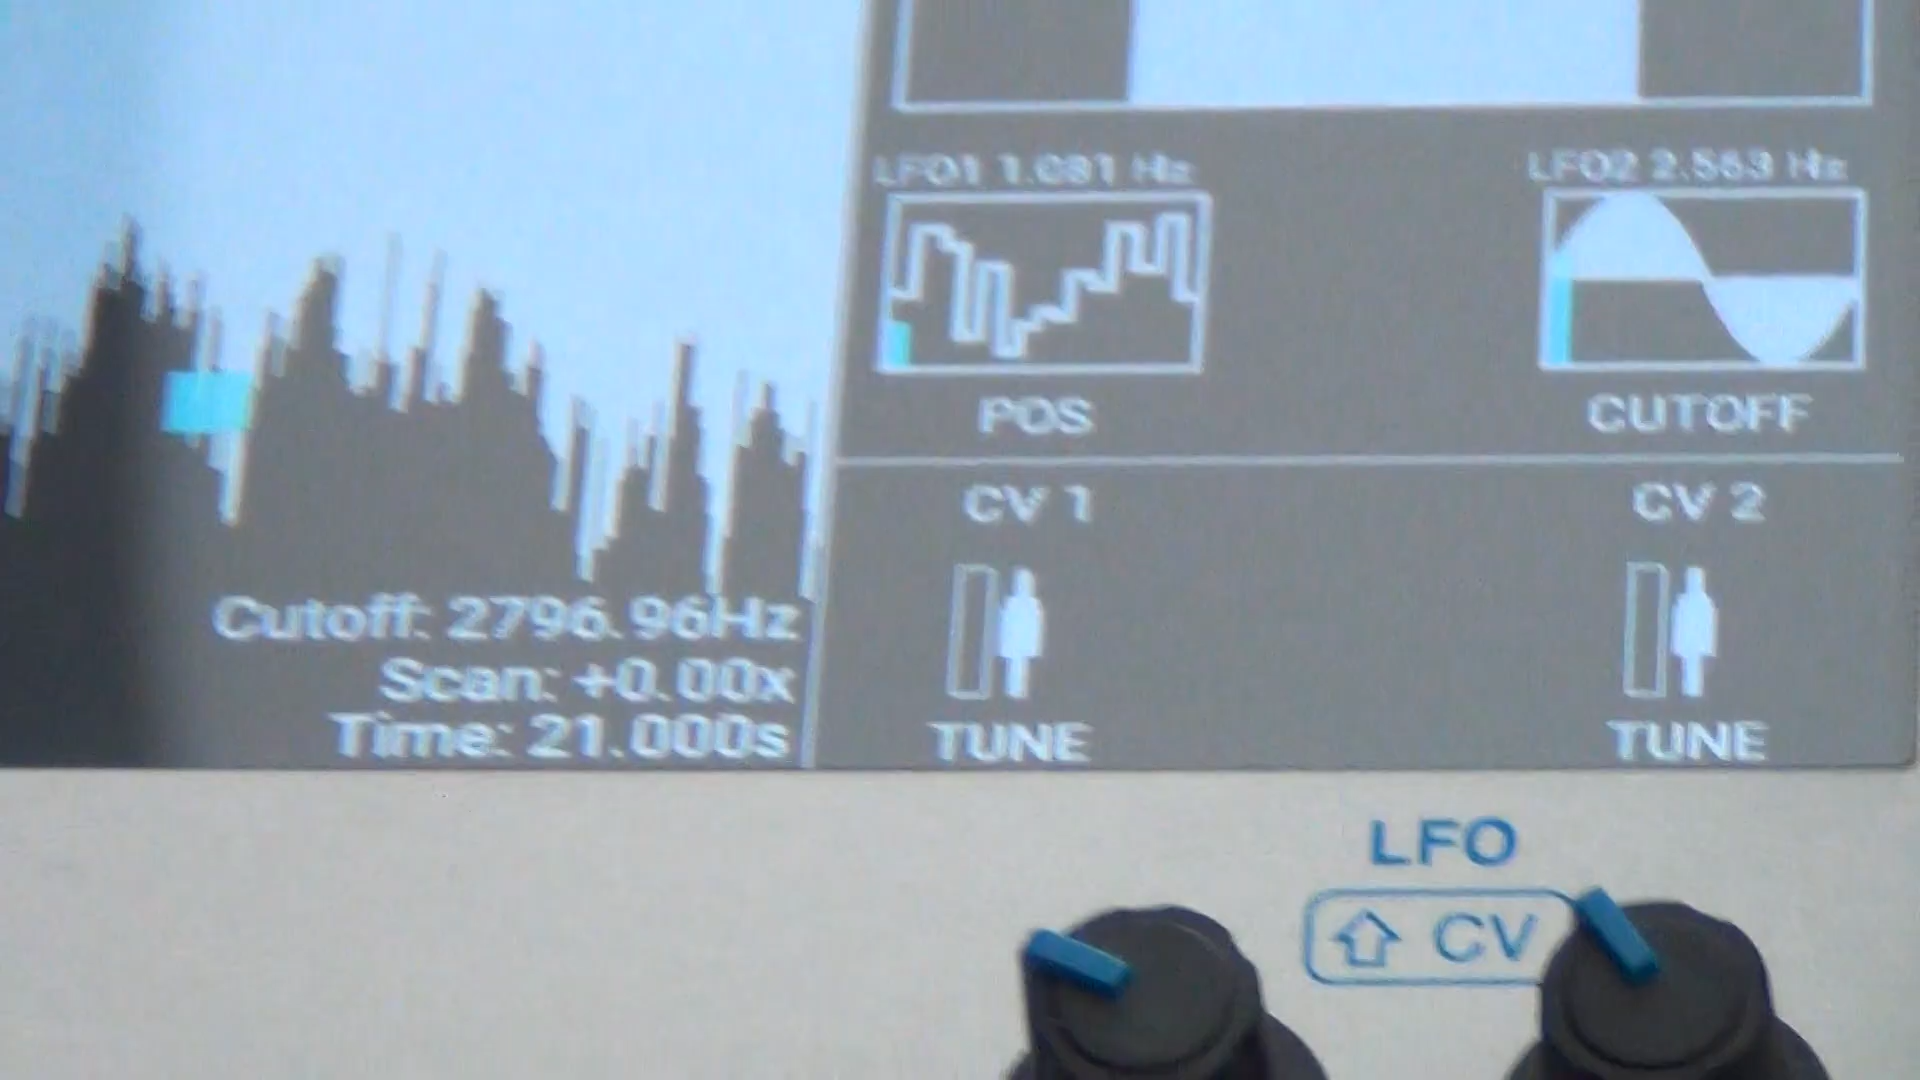 LFO1 1.081 Hz
LFO2 2.563 Hz
POS
CUTOFF
CV 1
CV 2
TUNE
TUNE
Cutoff: 2796.96Hz
Scan: +0.00x
Time: 21.000s
LFO
CV